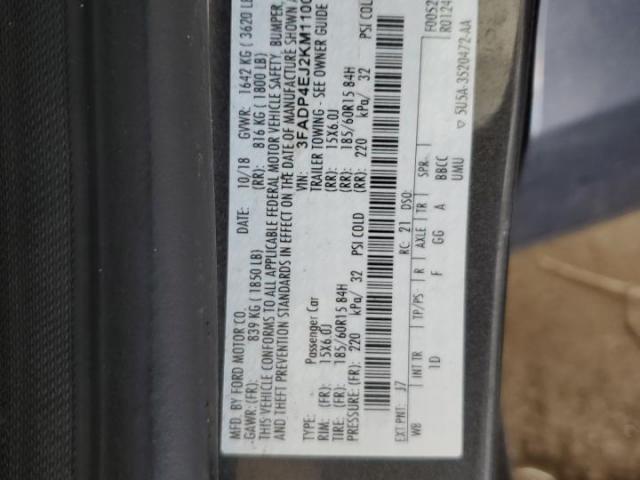 MFD. BY FORD MOTOR CO.
DATE: 10/18 GVWR: 1642 KG ( 3620 LB
GAWR:(FR): 839 KG ( 1850 LB) (RR): 816 KG ( 1800 LB)
THIS VEHICLE CONFORMS TO ALL APPLICABLE FEDERAL MOTOR VEHICLE SAFETY, BUMPER,
AND THEFT PREVENTION STANDARDS IN EFFECT ON THE DATE OF MANUFACTURE SHOWN A
VIN: 3FADP4EJ2KM1100
TYPE: Passenger Car TRAILER TOWING - SEE OWNER GUIDE
RIM: (FR): 15X6.0J (RR): 15X6.0J
TIRE: (FR): 185/60R15 84H (RR): 185/60R15 84H
PRESSURE (FR): 220 kPa/ 32 PSI COLD (RR): 220 kPa/ 32 PSI COL
EXT PNT: J7 RC: 21 DSO: F0052
WB INT TR TP/PS R AXLE TR SPR R0124
1D F GG A BBCC
UMU
5U5A-3520472-AA